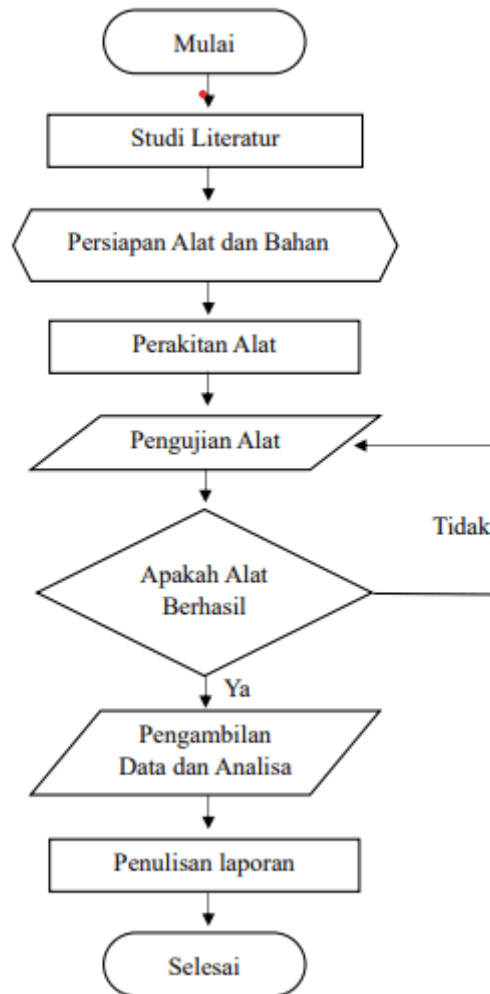 Mulai
Studi Literatur
Persiapan Alat dan Bahan
Perakitan Alat
Pengujian Alat
Tidak
Apakah Alat
Berhasil
Ya
Pengambilan
Data dan Analisa
Penulisan laporan
Selesai